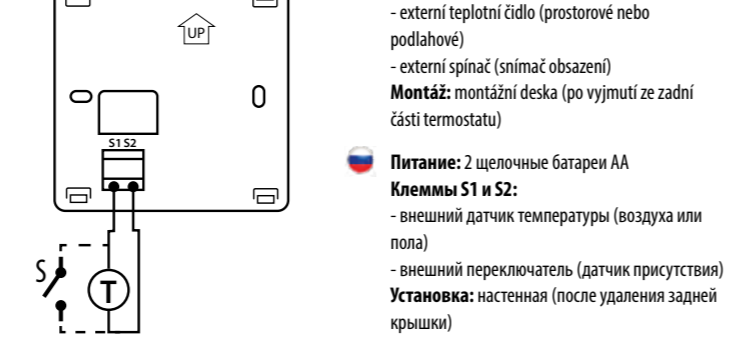 UP
S1 S2
S
T
- externí teplotní čidlo (prostorové nebo
podlahové)
- externí spínač (snímač obsazení)
Montáž: montážní deska (po vyjmutí ze zadní
části termostatu)
Питание: 2 щелочные батареи АА
Клеммы S1 и S2:
- внешний датчик температуры (воздуха или
пола)
- внешний переключатель (датчик присутствия)
Установка: настенная (после удаления задней
крышки)